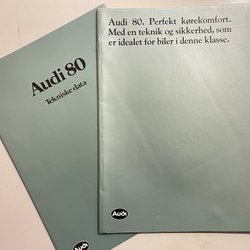 Audi 80
Tekniske data
Audi
Audi 80. Perfekt kørekomfort.
Med en teknik og sikkerhed, som
er idealet for biler i denne klasse.
Audi